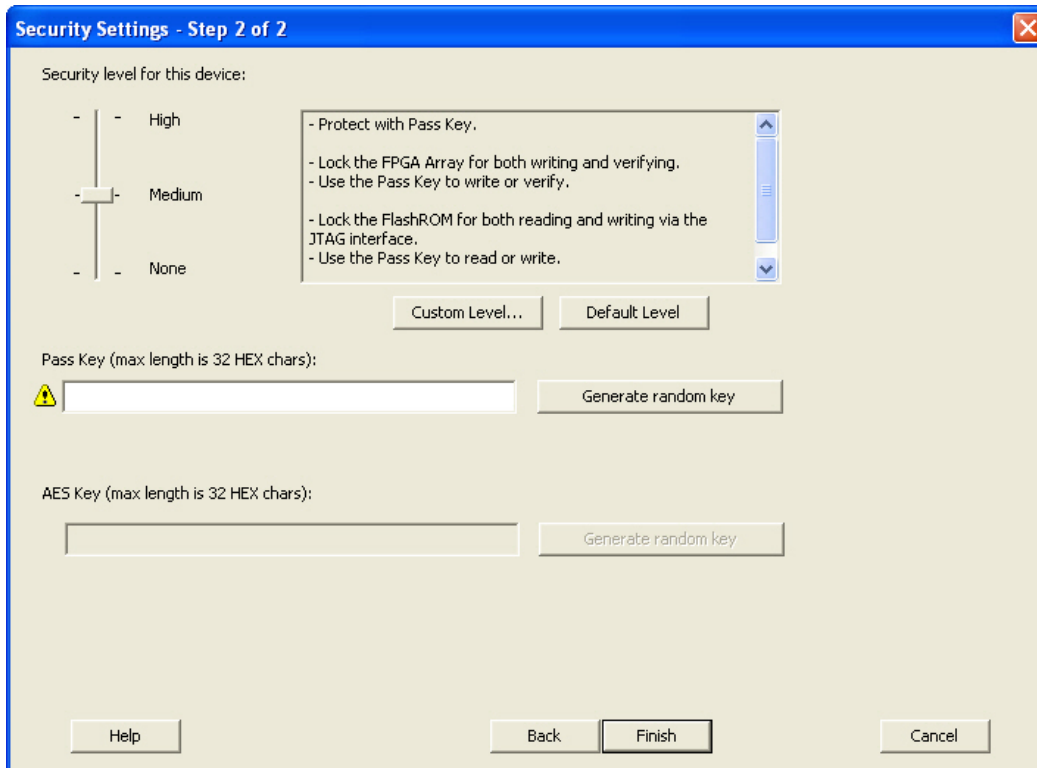 Security Settings - Step 2 of 2
Security level for this device:
High
Medium
None
- Protect with Pass Key.
- Lock the FPGA Array for both writing and verifying.
- Use the Pass Key to write or verify.
- Lock the FlashROM for both reading and writing via the
JTAG interface.
- Use the Pass Key to read or write.
Custom Level...
Default Level
Pass Key (max length is 32 HEX chars):
Generate random key
AES Key (max length is 32 HEX chars):
Generate random key
Help
Back
Finish
Cancel